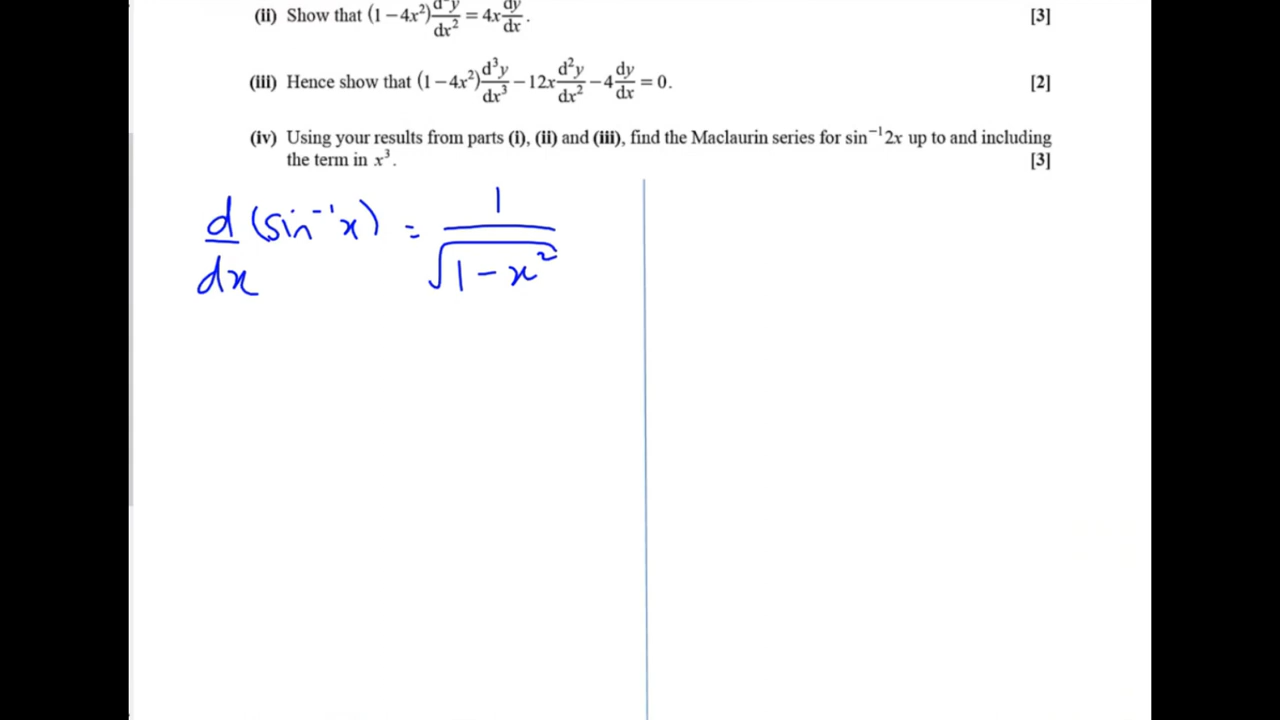 (ii) Show that (1 − 4x²) d²y/dx² = 4x dy/dx . [3]
(iii) Hence show that (1 − 4x²) d³y/dx³ − 12x d²y/dx² − 4 dy/dx = 0. [2]
(iv) Using your results from parts (i), (ii) and (iii), find the Maclaurin series for sin⁻¹ 2x up to and including
the term in x³ . [3]
d/dx (sin⁻¹x) = 1/√(1 − x²)